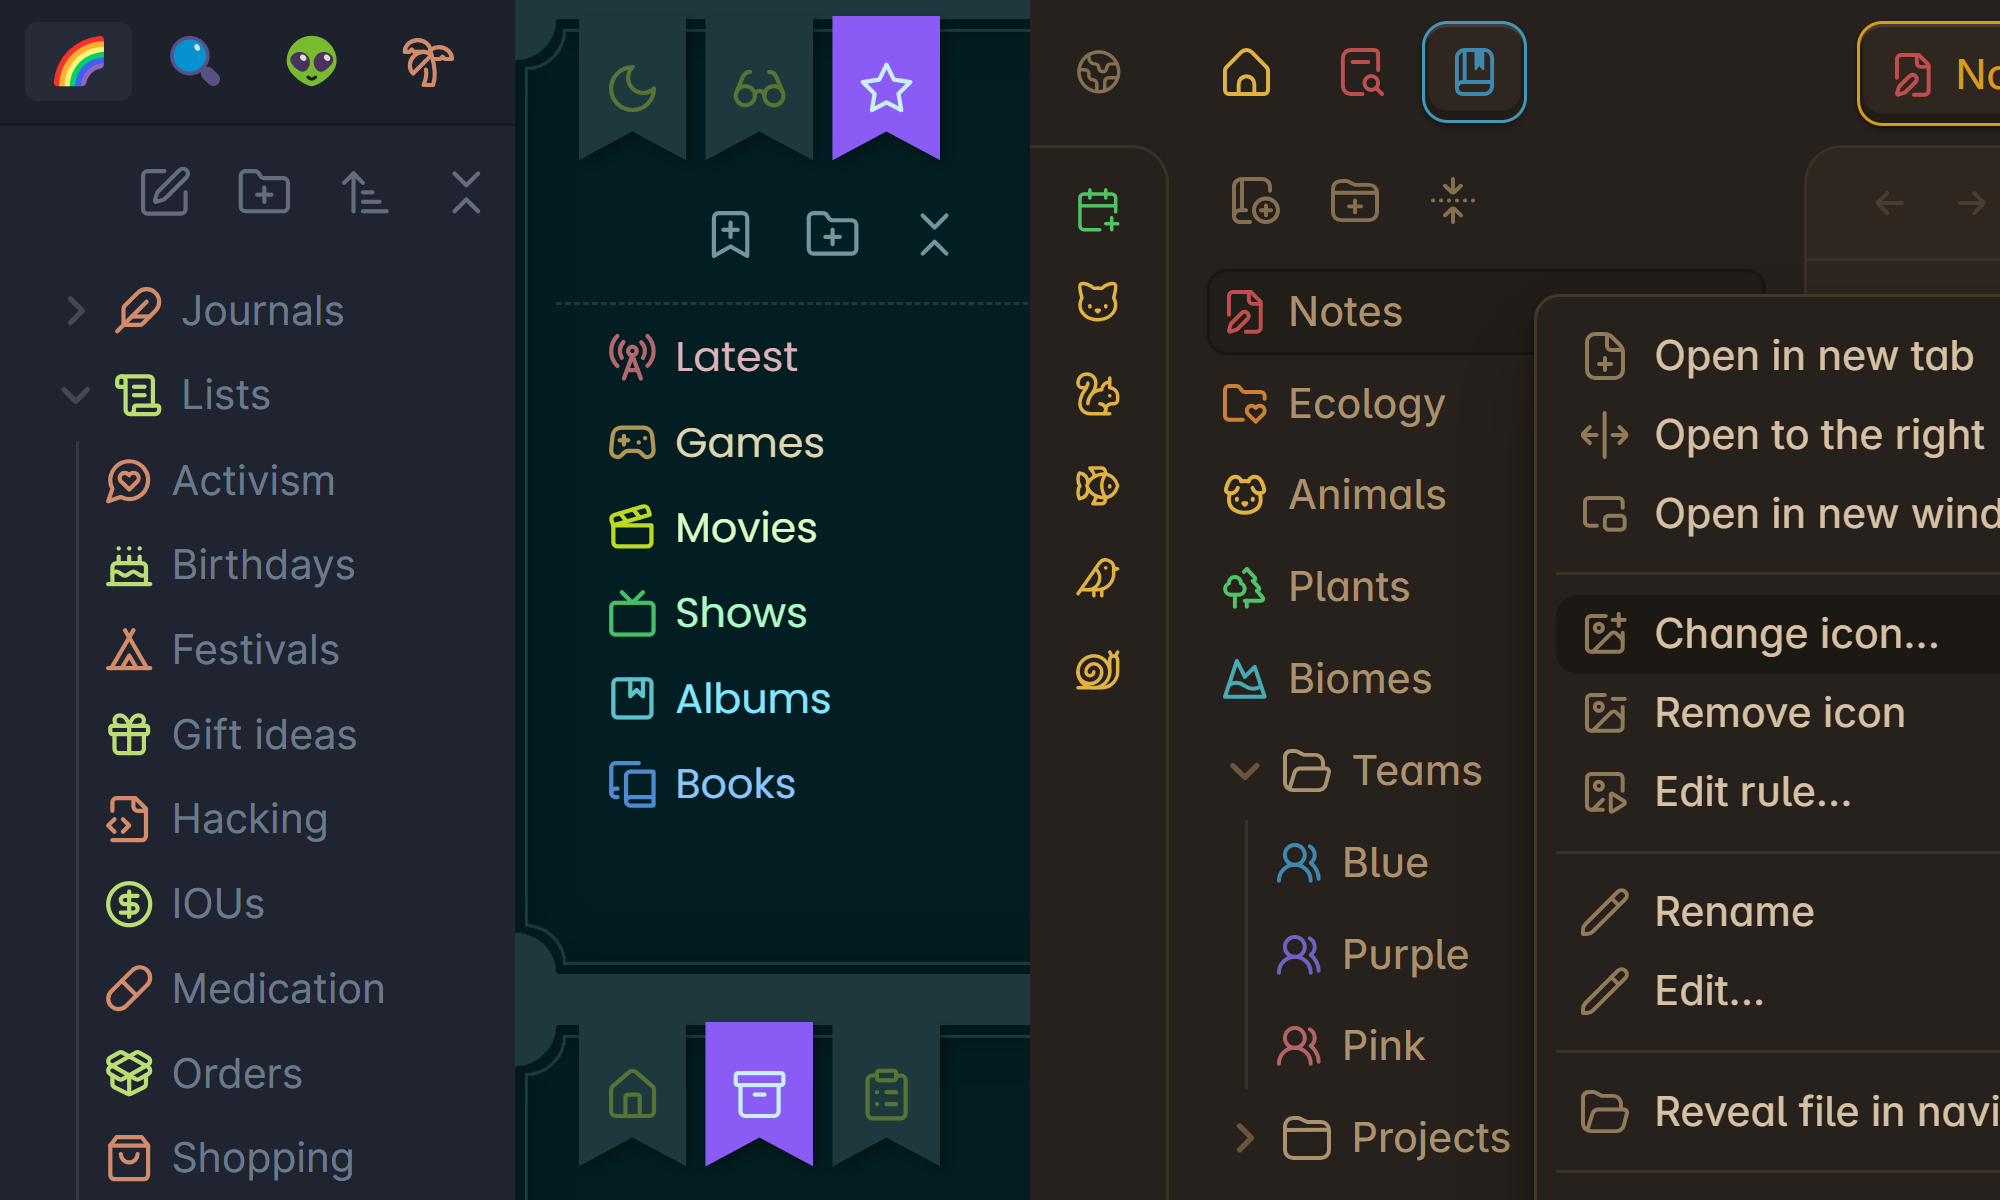 Journals
Lists
Activism
Birthdays
Festivals
Gift ideas
Hacking
IOUs
Medication
Orders
Shopping
Latest
Games
Movies
Shows
Albums
Books
No
Notes
Ecology
Animals
Plants
Biomes
Teams
Blue
Purple
Pink
Projects
Open in new tab
Open to the right
Open in new wind
Change icon...
Remove icon
Edit rule...
Rename
Edit...
Reveal file in navi